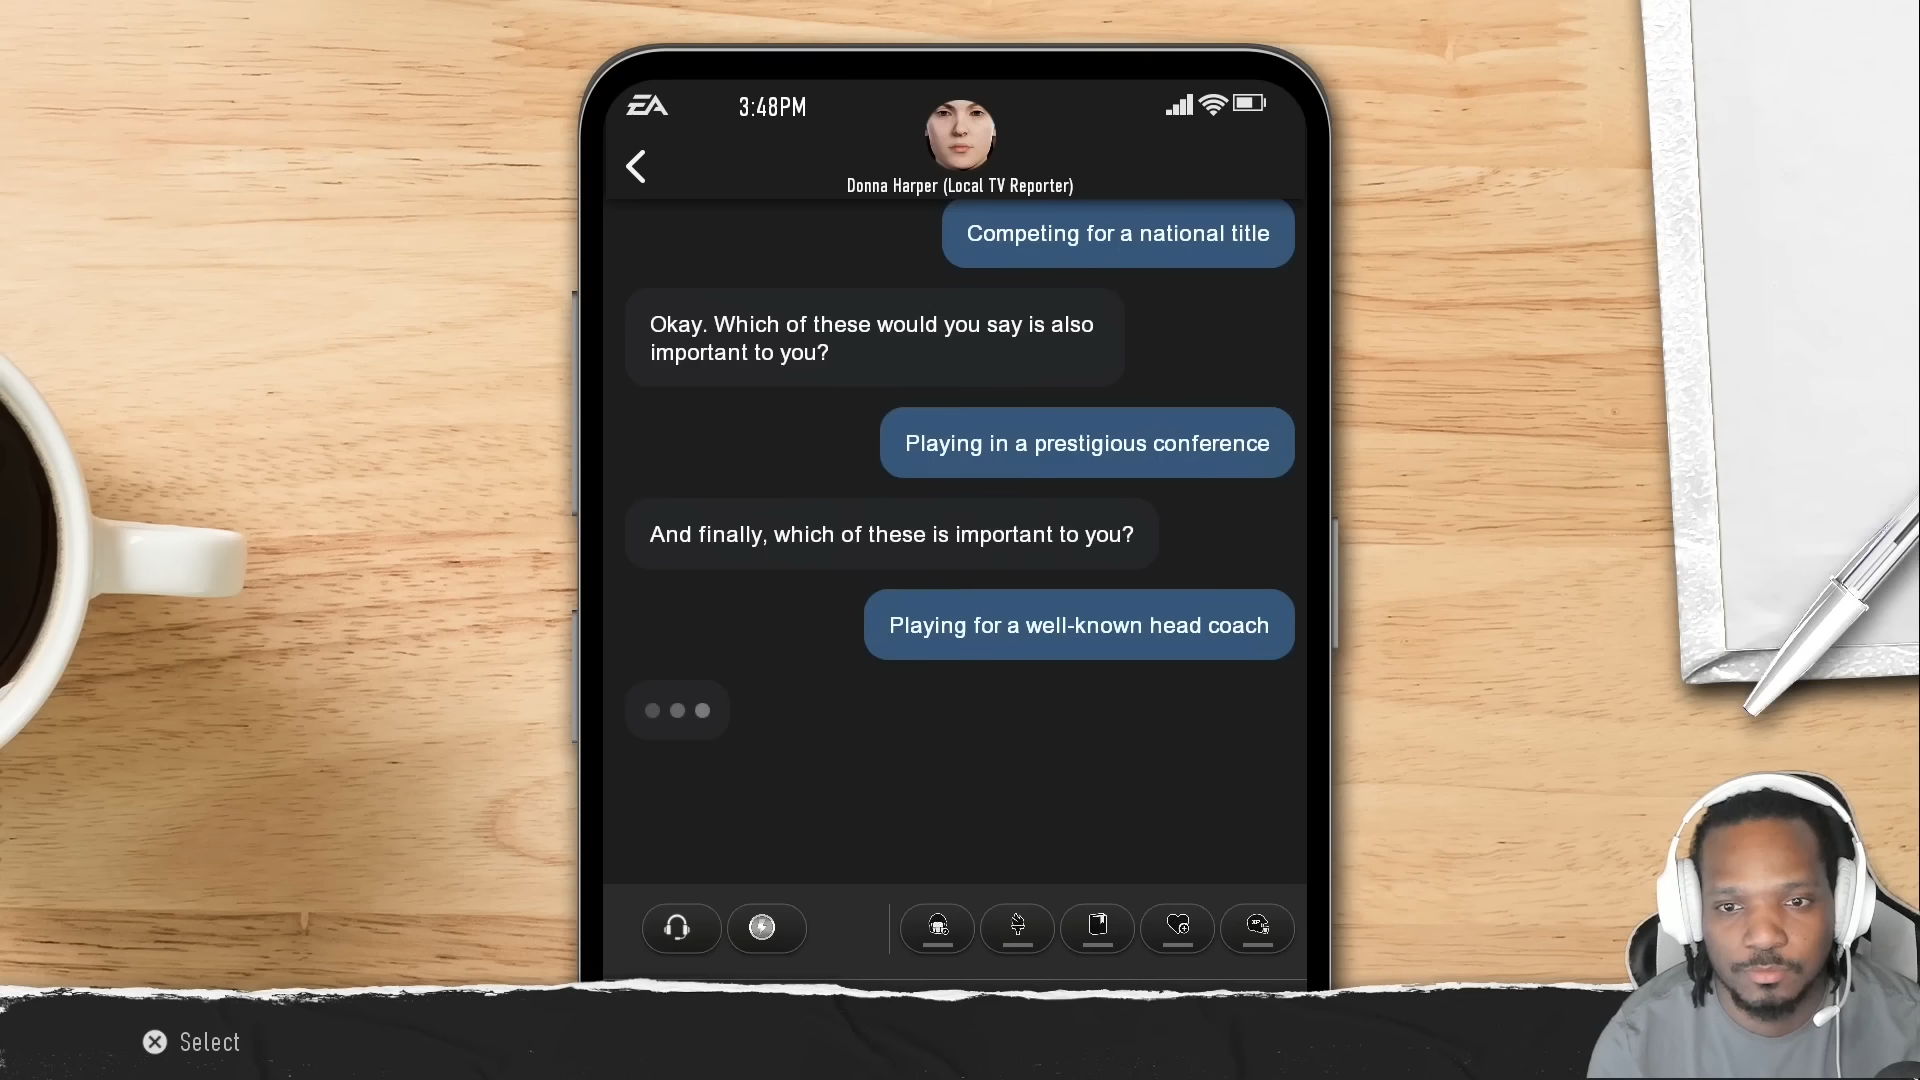 EA
3:48PM
Donna Harper (Local TV Reporter)
Competing for a national title
Okay. Which of these would you say is also
important to you?
Playing in a prestigious conference
And finally, which of these is important to you?
Playing for a well-known head coach
XP
Select